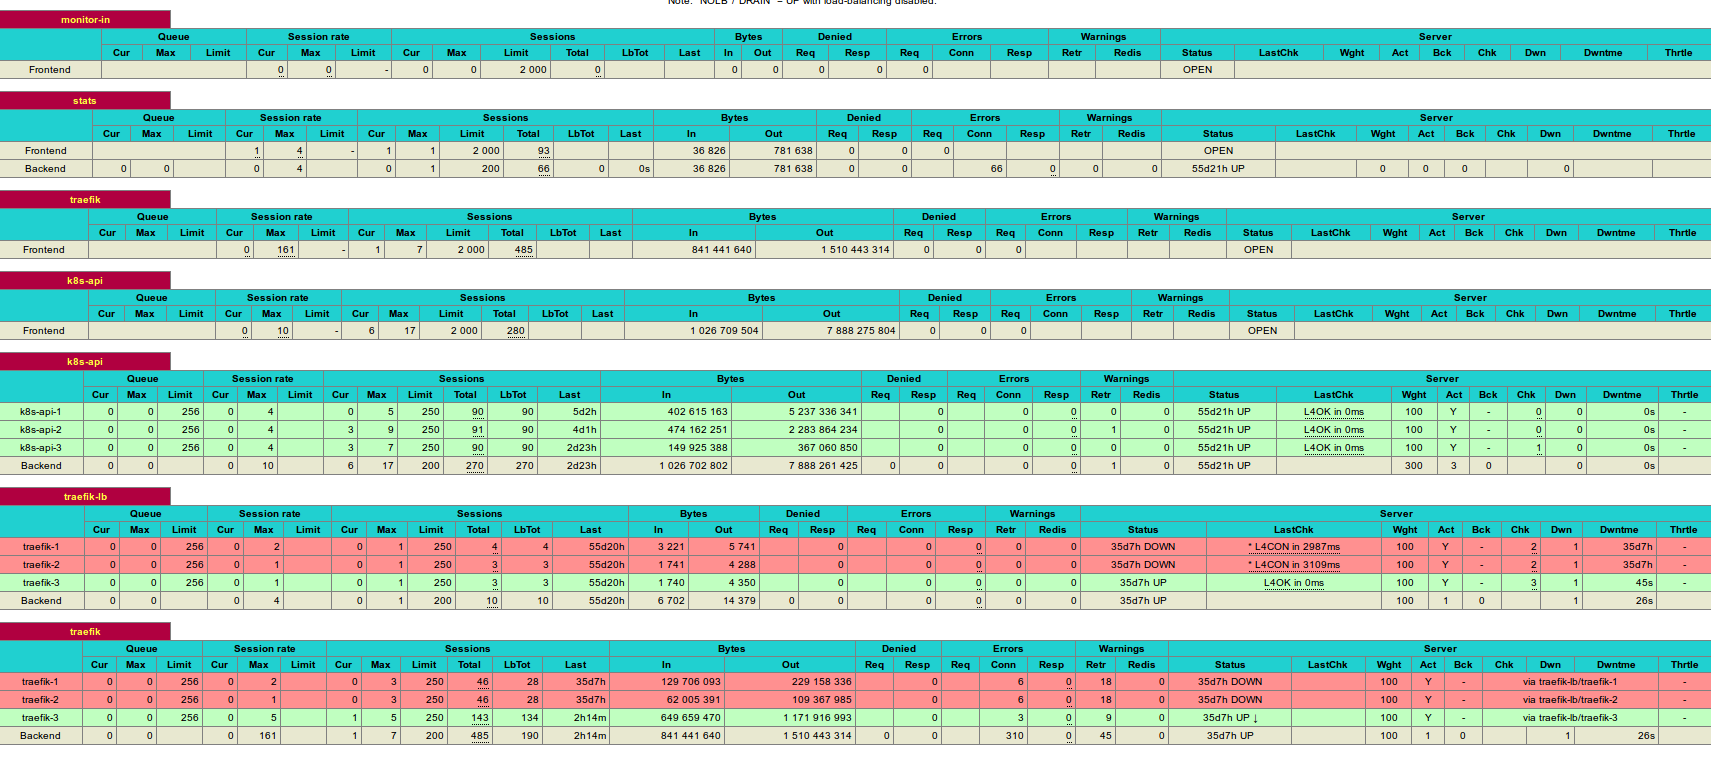 Note: "NOLB"/"DRAIN" = UP with load-balancing disabled.
monitor-in
Queue Session rate Sessions Bytes Denied Errors Warnings Server
Cur Max Limit Cur Max Limit Cur Max Limit Total LbTot Last In Out Req Resp Req Conn Resp Retr Redis Status LastChk Wght Act Bck Chk Dwn Dwntme Thrtle
Frontend 0 0 - 0 0 2 000 0 0 0 0 0 0 OPEN
stats
Queue Session rate Sessions Bytes Denied Errors Warnings Server
Cur Max Limit Cur Max Limit Cur Max Limit Total LbTot Last In Out Req Resp Req Conn Resp Retr Redis Status LastChk Wght Act Bck Chk Dwn Dwntme Thrtle
Frontend 1 4 - 1 1 2 000 93 36 826 781 638 0 0 0 OPEN
Backend 0 0 0 4 0 1 200 66 0 0s 36 826 781 638 0 0 66 0 0 0 55d21h UP 0 0 0 0
traefik
Queue Session rate Sessions Bytes Denied Errors Warnings Server
Cur Max Limit Cur Max Limit Cur Max Limit Total LbTot Last In Out Req Resp Req Conn Resp Retr Redis Status LastChk Wght Act Bck Chk Dwn Dwntme Thrtle
Frontend 0 161 - 1 7 2 000 485 841 441 640 1 510 443 314 0 0 0 OPEN
k8s-api
Queue Session rate Sessions Bytes Denied Errors Warnings Server
Cur Max Limit Cur Max Limit Cur Max Limit Total LbTot Last In Out Req Resp Req Conn Resp Retr Redis Status LastChk Wght Act Bck Chk Dwn Dwntme Thrtle
Frontend 0 10 - 6 17 2 000 280 1 026 709 504 7 888 275 804 0 0 0 OPEN
k8s-api
Queue Session rate Sessions Bytes Denied Errors Warnings Server
Cur Max Limit Cur Max Limit Cur Max Limit Total LbTot Last In Out Req Resp Req Conn Resp Retr Redis Status LastChk Wght Act Bck Chk Dwn Dwntme Thrtle
k8s-api-1 0 0 256 0 4 0 5 250 90 90 5d2h 402 615 163 5 237 336 341 0 0 0 0 0 55d21h UP L4OK in 0ms 100 Y - 0 0 0s -
k8s-api-2 0 0 256 0 4 3 9 250 91 90 4d1h 474 162 251 2 283 864 234 0 0 0 1 0 55d21h UP L4OK in 0ms 100 Y - 0 0 0s -
k8s-api-3 0 0 256 0 4 3 7 250 90 90 2d23h 149 925 388 367 060 850 0 0 0 0 0 55d21h UP L4OK in 0ms 100 Y - 1 0 0s -
Backend 0 0 0 10 6 17 200 270 270 2d23h 1 026 702 802 7 888 261 425 0 0 0 0 1 0 55d21h UP 300 3 0 0 0s
traefik-lb
Queue Session rate Sessions Bytes Denied Errors Warnings Server
Cur Max Limit Cur Max Limit Cur Max Limit Total LbTot Last In Out Req Resp Req Conn Resp Retr Redis Status LastChk Wght Act Bck Chk Dwn Dwntme Thrtle
traefik-1 0 0 256 0 2 0 1 250 4 4 55d20h 3 221 5 741 0 0 0 0 0 35d7h DOWN * L4CON in 2987ms 100 Y - 2 1 35d7h -
traefik-2 0 0 256 0 1 0 1 250 3 3 55d20h 1 741 4 288 0 0 0 0 0 35d7h DOWN * L4CON in 3109ms 100 Y - 2 1 35d7h -
traefik-3 0 0 256 0 1 0 1 250 3 3 55d20h 1 740 4 350 0 0 0 0 0 35d7h UP L4OK in 0ms 100 Y - 3 1 45s -
Backend 0 0 0 4 0 1 200 10 10 55d20h 6 702 14 379 0 0 0 0 0 0 35d7h UP 100 1 0 1 26s
traefik
Queue Session rate Sessions Bytes Denied Errors Warnings Server
Cur Max Limit Cur Max Limit Cur Max Limit Total LbTot Last In Out Req Resp Req Conn Resp Retr Redis Status LastChk Wght Act Bck Chk Dwn Dwntme Thrtle
traefik-1 0 0 256 0 2 0 3 250 46 28 35d7h 129 706 093 229 158 336 0 6 0 18 0 35d7h DOWN 100 Y - via traefik-lb/traefik-1 -
traefik-2 0 0 256 0 1 0 3 250 46 28 35d7h 62 005 391 109 367 985 0 6 0 18 0 35d7h DOWN 100 Y - via traefik-lb/traefik-2 -
traefik-3 0 0 256 0 5 1 5 250 143 134 2h14m 649 659 470 1 171 916 993 0 3 0 9 0 35d7h UP ↓ 100 Y - via traefik-lb/traefik-3 -
Backend 0 0 0 161 1 7 200 485 190 2h14m 841 441 640 1 510 443 314 0 0 310 0 45 0 35d7h UP 100 1 0 1 26s